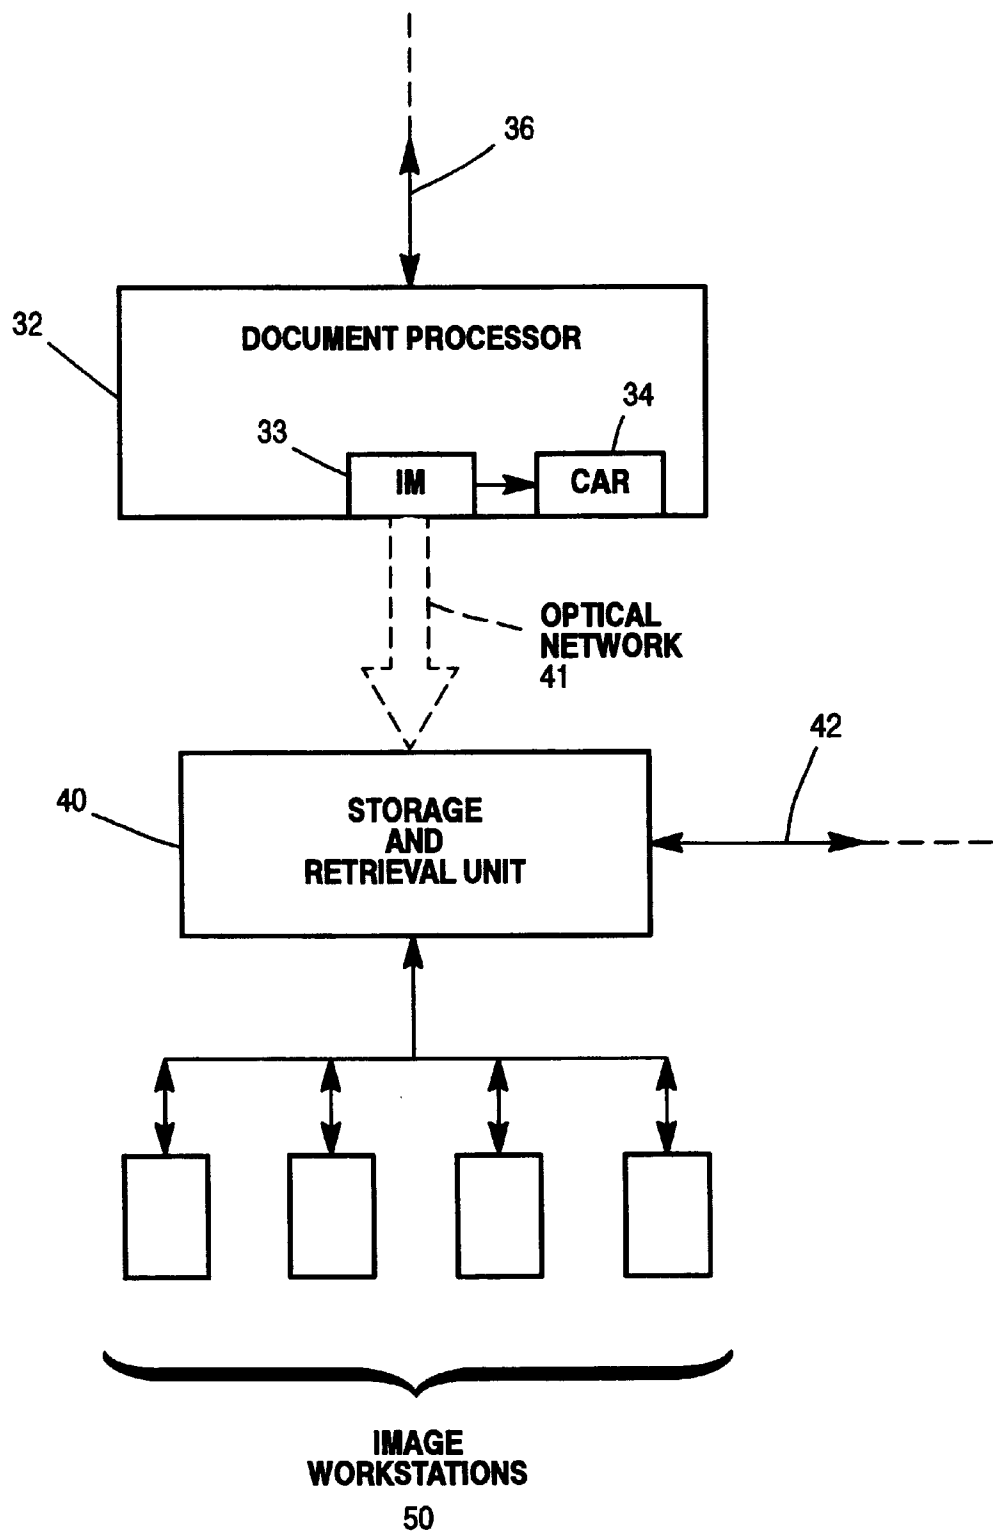 36
32
DOCUMENT PROCESSOR
34
33
IM
CAR
OPTICAL
NETWORK
41
42
40
STORAGE
AND
RETRIEVAL UNIT
IMAGE
WORKSTATIONS
50